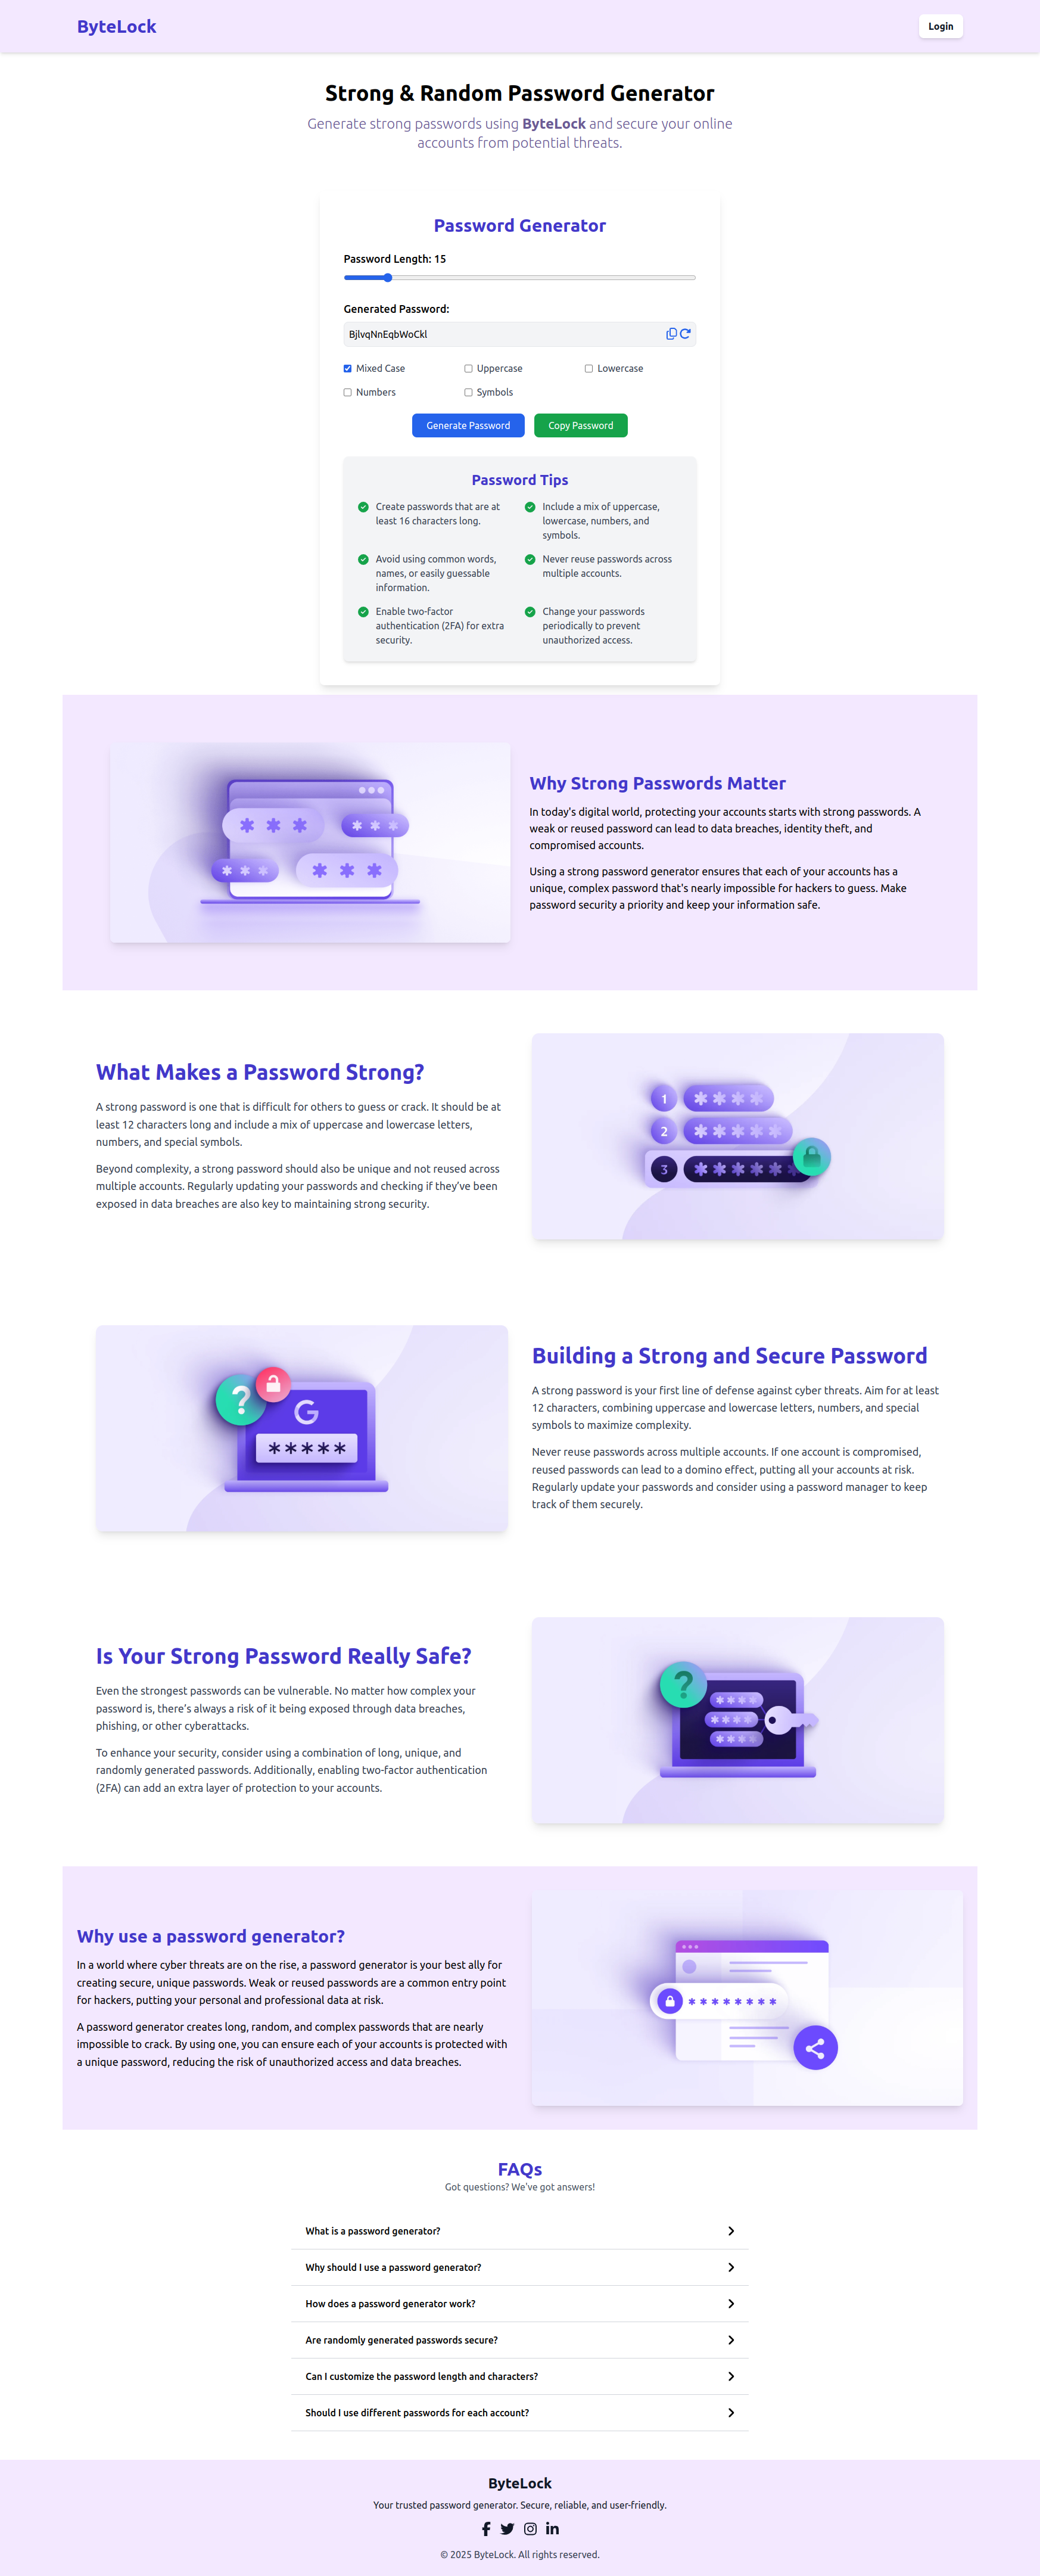 ByteLock
Login
Strong & Random Password Generator
Generate strong passwords using ByteLock and secure your online
accounts from potential threats.
Password Generator
Password Length: 15
Generated Password:
BjlvqNnEqbWoCkl
Mixed Case
Uppercase
Lowercase
Numbers
Symbols
Generate Password
Copy Password
Password Tips
Create passwords that are at
least 16 characters long.
Include a mix of uppercase,
lowercase, numbers, and
symbols.
Avoid using common words,
names, or easily guessable
information.
Never reuse passwords across
multiple accounts.
Enable two-factor
authentication (2FA) for extra
security.
Change your passwords
periodically to prevent
unauthorized access.
* * *
* * *
* * *
* * *
Why Strong Passwords Matter
In today's digital world, protecting your accounts starts with strong passwords. A
weak or reused password can lead to data breaches, identity theft, and
compromised accounts.
Using a strong password generator ensures that each of your accounts has a
unique, complex password that's nearly impossible for hackers to guess. Make
password security a priority and keep your information safe.
What Makes a Password Strong?
A strong password is one that is difficult for others to guess or crack. It should be at
least 12 characters long and include a mix of uppercase and lowercase letters,
numbers, and special symbols.
Beyond complexity, a strong password should also be unique and not reused across
multiple accounts. Regularly updating your passwords and checking if they've been
exposed in data breaches are also key to maintaining strong security.
1 * * * *
2 * * * * *
3 * * * * * *
? G
* * * * *
Building a Strong and Secure Password
A strong password is your first line of defense against cyber threats. Aim for at least
12 characters, combining uppercase and lowercase letters, numbers, and special
symbols to maximize complexity.
Never reuse passwords across multiple accounts. If one account is compromised,
reused passwords can lead to a domino effect, putting all your accounts at risk.
Regularly update your passwords and consider using a password manager to keep
track of them securely.
Is Your Strong Password Really Safe?
Even the strongest passwords can be vulnerable. No matter how complex your
password is, there's always a risk of it being exposed through data breaches,
phishing, or other cyberattacks.
To enhance your security, consider using a combination of long, unique, and
randomly generated passwords. Additionally, enabling two-factor authentication
(2FA) can add an extra layer of protection to your accounts.
?
* * * *
* * * *
* * * *
Why use a password generator?
In a world where cyber threats are on the rise, a password generator is your best ally for
creating secure, unique passwords. Weak or reused passwords are a common entry point
for hackers, putting your personal and professional data at risk.
A password generator creates long, random, and complex passwords that are nearly
impossible to crack. By using one, you can ensure each of your accounts is protected with
a unique password, reducing the risk of unauthorized access and data breaches.
* * * * * * * *
FAQs
Got questions? We've got answers!
What is a password generator?
Why should I use a password generator?
How does a password generator work?
Are randomly generated passwords secure?
Can I customize the password length and characters?
Should I use different passwords for each account?
ByteLock
Your trusted password generator. Secure, reliable, and user-friendly.
© 2025 ByteLock. All rights reserved.